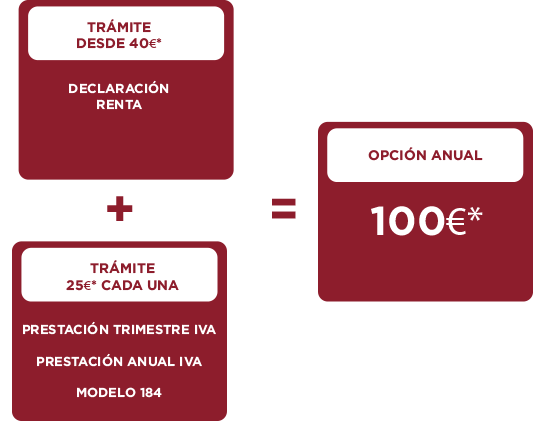 TRÁMITE
DESDE 40€*
DECLARACIÓN
RENTA
+
TRÁMITE
25€* CADA UNA
PRESTACIÓN TRIMESTRE IVA
PRESTACIÓN ANUAL IVA
MODELO 184
=
OPCIÓN ANUAL
100€*